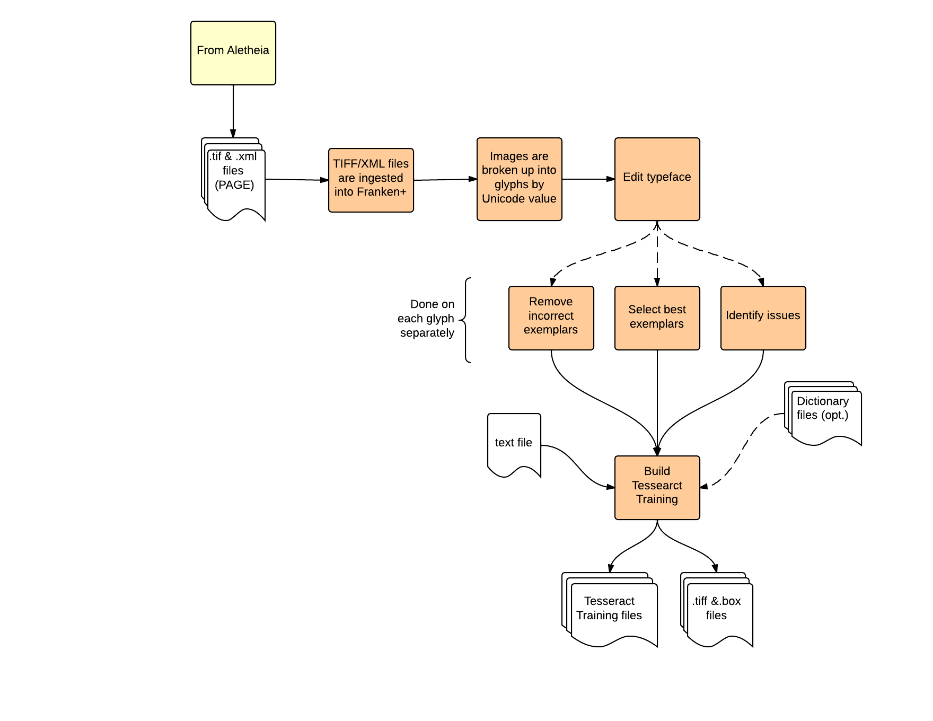 From Aletheia
.tif & .xml
files
(PAGE)
TIFF/XML files
are ingested
into Franken+
Images are
broken up into
glyphs by
Unicode value
Edit typeface
Done on
each glyph
separately
Remove
incorrect
exemplars
Select best
exemplars
Identify issues
Dictionary
files (opt.)
text file
Build
Tessearct
Training
Tesseract
Training files
.tiff &.box
files